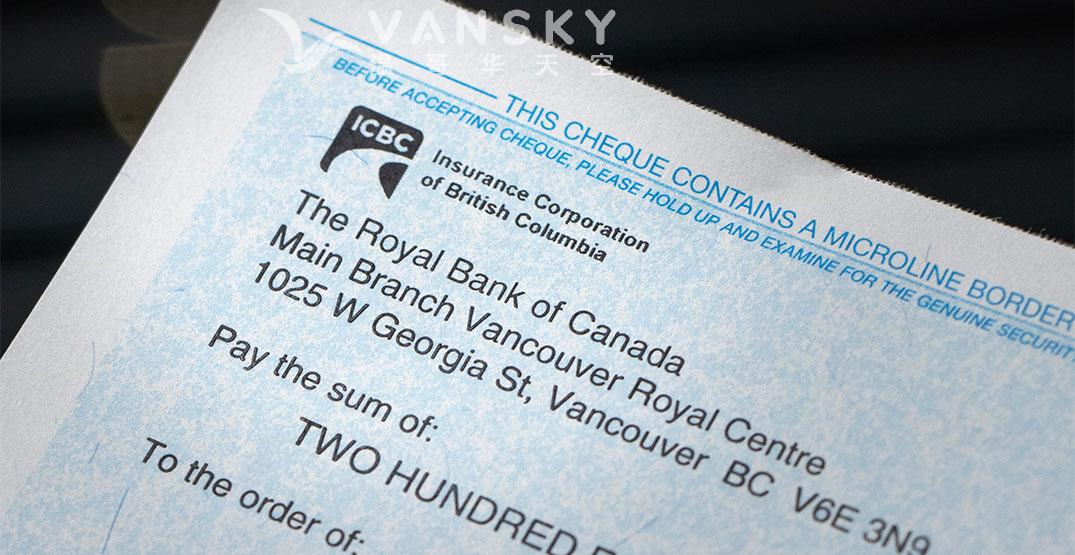 VANSKY
温哥华天空
THIS CHEQUE CONTAINS A MICROLINE BORDER
BEFORE ACCEPTING CHEQUE, PLEASE HOLD UP AND EXAMINE FOR THE GENUINE SECURIT
ICBC
Insurance Corporation
of British Columbia
The Royal Bank of Canada
Main Branch Vancouver Royal Centre
1025 W Georgia St, Vancouver BC V6E 3N9
Pay the sum of:
TWO HUNDRED
To the order of: